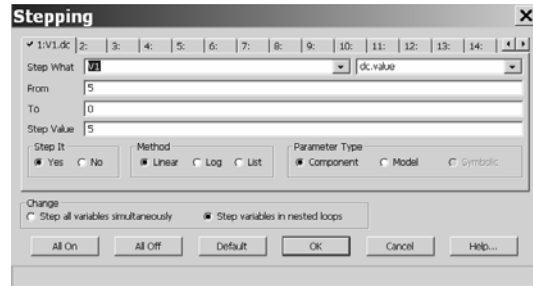 Stepping
1:V1.dc 2: 3: 4: 5: 6: 7: 8: 9: 10: 11: 12: 13: 14:
Step What V1 dc.value
From 5
To 0
Step Value 5
Step It Method Parameter Type
Yes No Linear Log List Component Model Symbolic
Change
Step all variables simultaneously Step variables in nested loops
All On All Off Default OK Cancel Help...